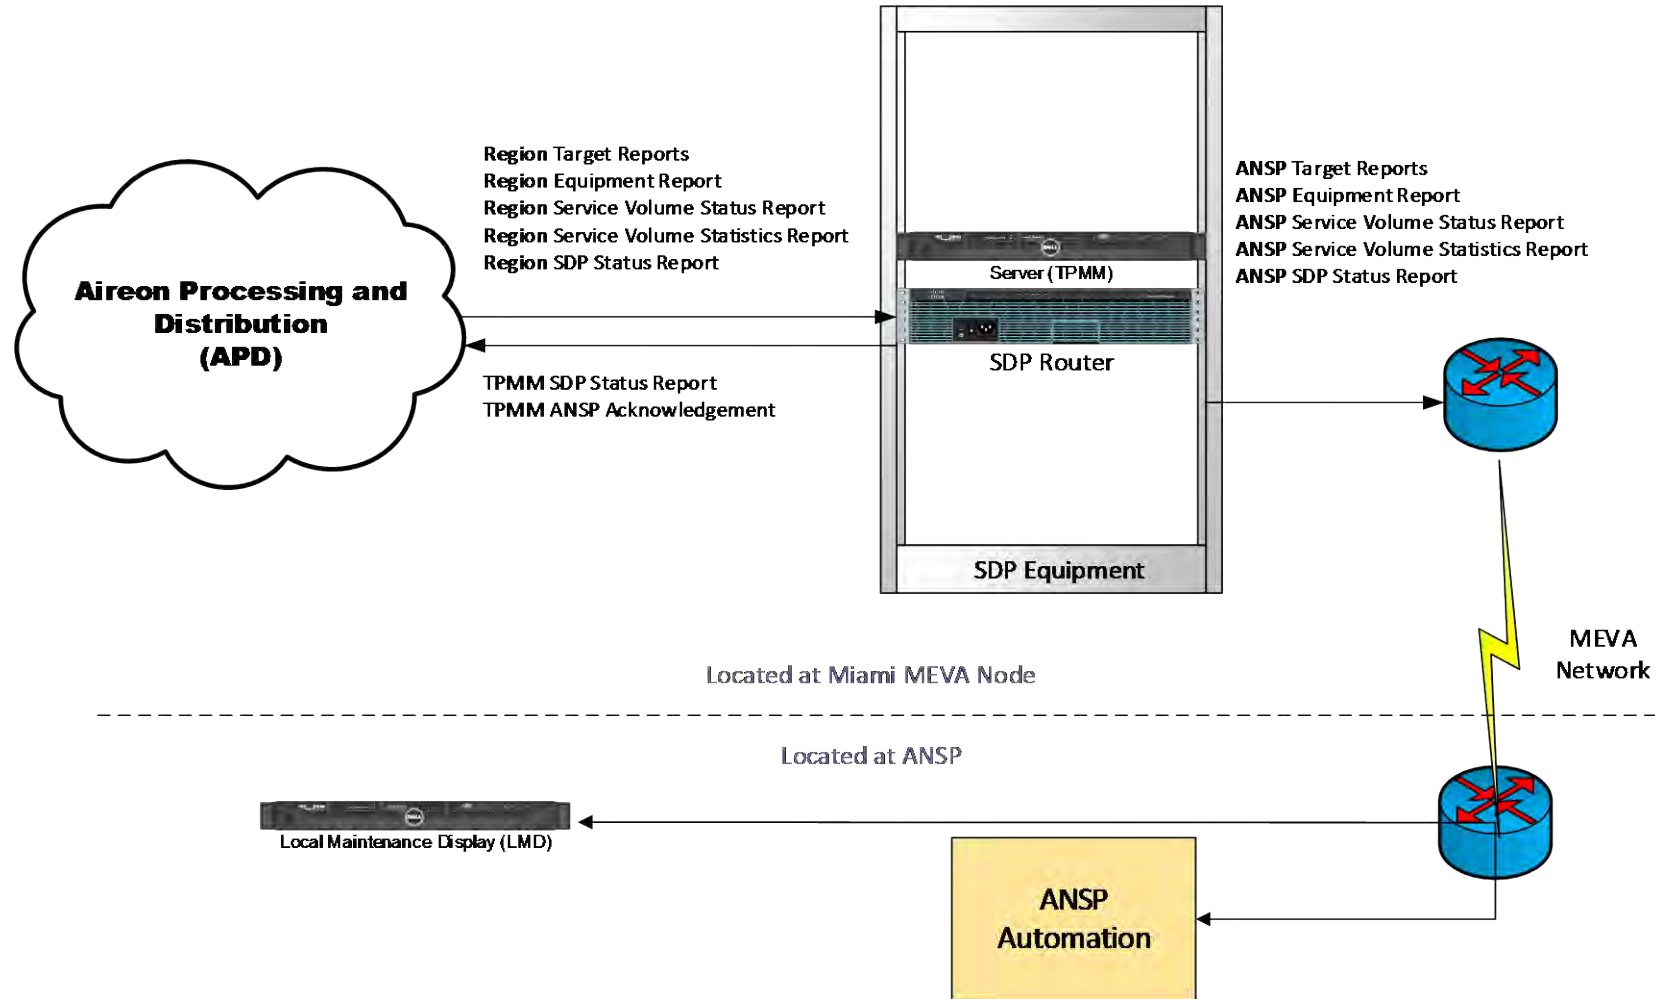 Region Target Reports
Region Equipment Report
Region Service Volume Status Report
Region Service Volume Statistics Report
Region SDP Status Report
ANSP Target Reports
ANSP Equipment Report
ANSP Service Volume Status Report
ANSP Service Volume Statistics Report
ANSP SDP Status Report
Aireon Processing and
Distribution
(APD)
DELL
Server (TPMM)
SDP Router
TPMM SDP Status Report
TPMM ANSP Acknowledgement
SDP Equipment
MEVA
Network
Located at Miami MEVA Node
Located at ANSP
DELL
Local Maintenance Display (LMD)
ANSP
Automation